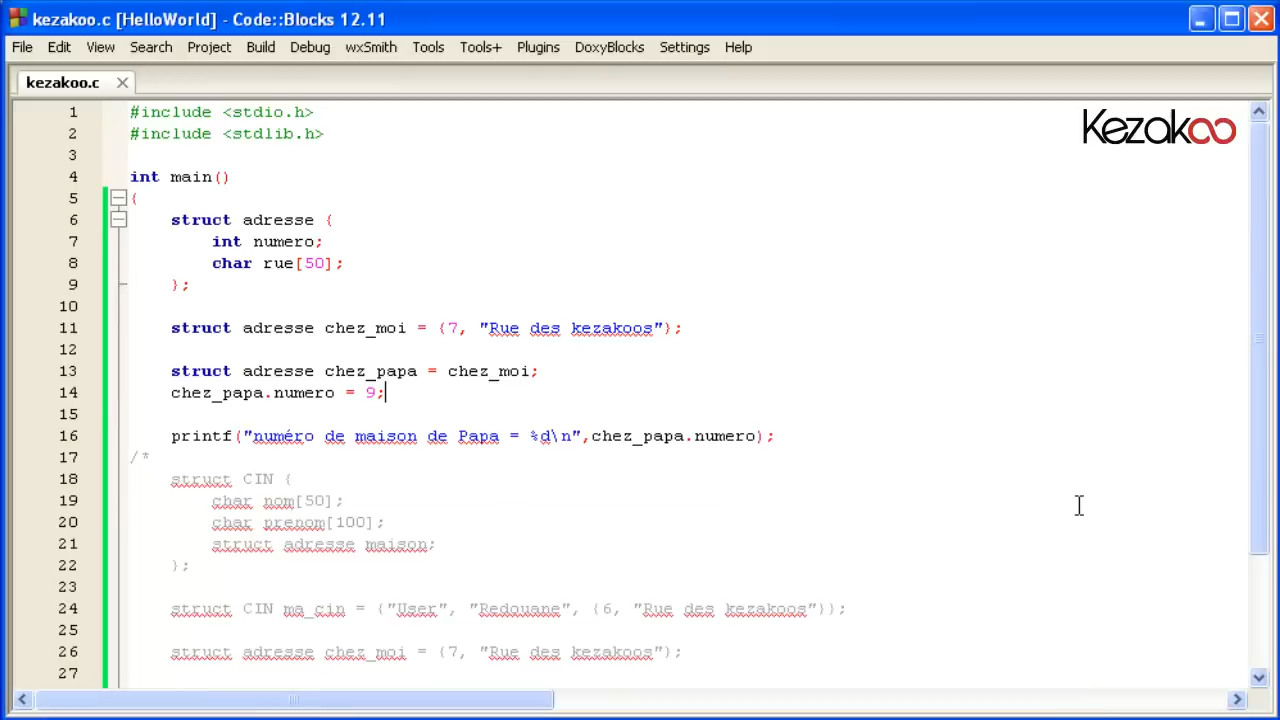 kezakoo.c [HelloWorld] - Code::Blocks 12.11
File Edit View Search Project Build Debug wxSmith Tools Tools+ Plugins DoxyBlocks Settings Help
kezakoo.c
Kezakoo
1 #include <stdio.h>
2 #include <stdlib.h>
3
4 int main()
5 {
6 struct adresse {
7 int numero;
8 char rue[50];
9 };
10
11 struct adresse chez_moi = {7, "Rue des kezakoos"};
12
13 struct adresse chez_papa = chez_moi;
14 chez_papa.numero = 9;
15
16 printf("numéro de maison de Papa = %d\n",chez_papa.numero);
17 /*
18 struct CIN {
19 char nom[50];
20 char prenom[100];
21 struct adresse maison;
22 };
23
24 struct CIN ma_cin = {"User", "Redouane", {6, "Rue des kezakoos"}};
25
26 struct adresse chez_moi = {7, "Rue des kezakoos"};
27